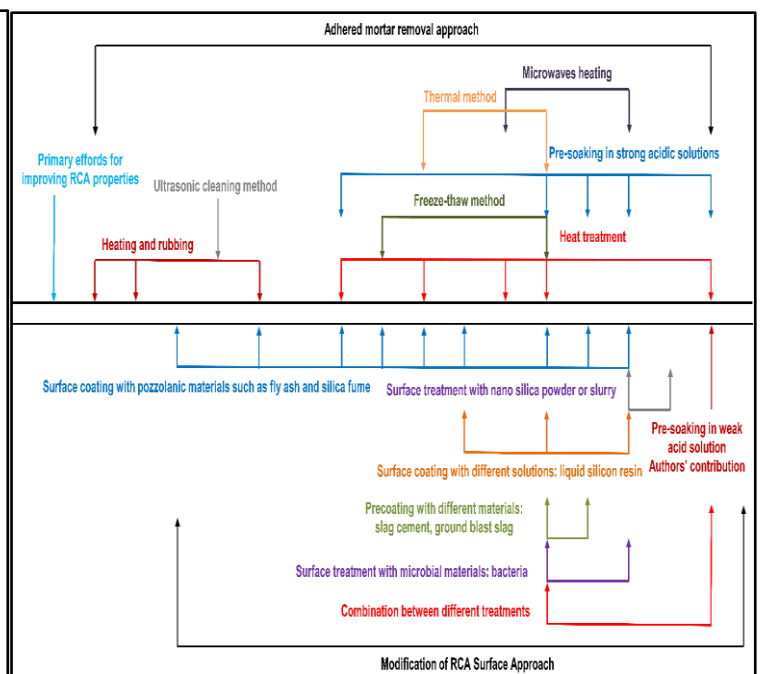 Adhered mortar removal approach
Microwaves heating
Thermal method
Primary effords for
improving RCA properties
Pre-soaking in strong acidic solutions
Ultrasonic cleaning method
Freeze-thaw method
Heating and rubbing
Heat treatment
Surface coating with pozzolanic materials such as fly ash and silica fume
Surface treatment with nano silica powder or slurry
Pre-soaking in weak
acid solution
Authors' contribution
Surface coating with different solutions: liquid silicon resin
Precoating with different materials:
slag cement, ground blast slag
Surface treatment with microbial materials: bacteria
Combination between different treatments
Modification of RCA Surface Approach